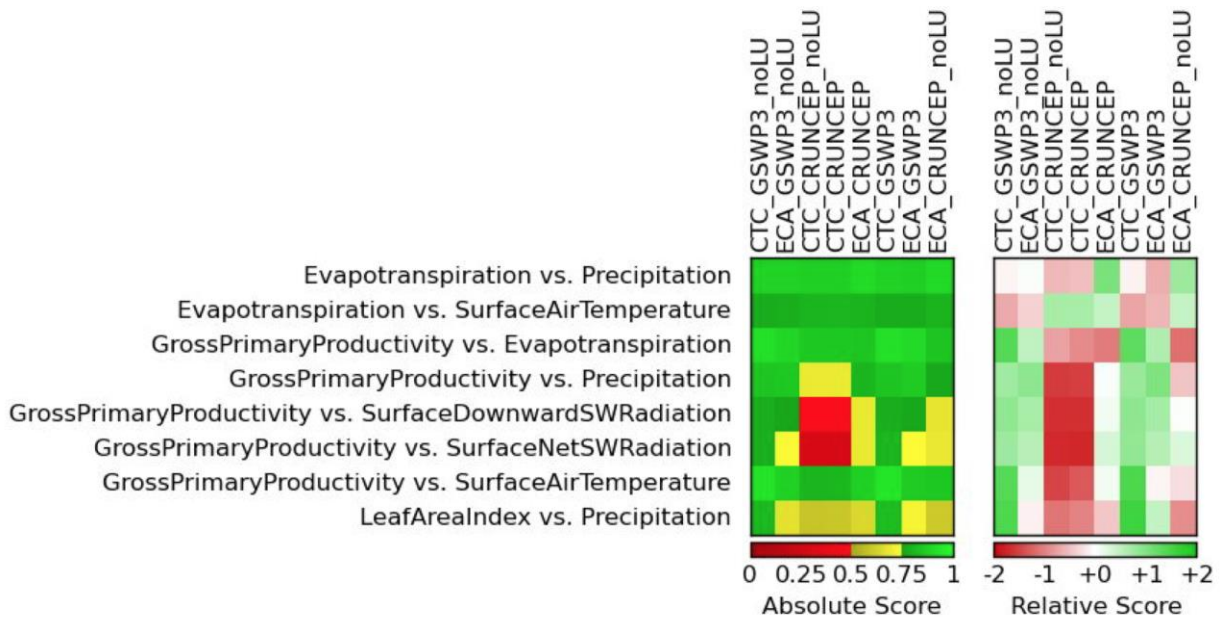 CTC_GSWP3_noLU
ECA_GSWP3_noLU
CTC_CRUNCEP_noLU
CTC_CRUNCEP
ECA_CRUNCEP
CTC_GSWP3
ECA_GSWP3
ECA_CRUNCEP_noLU
CTC_GSWP3_noLU
ECA_GSWP3_noLU
CTC_CRUNCEP_noLU
CTC_CRUNCEP
ECA_CRUNCEP
CTC_GSWP3
ECA_GSWP3
ECA_CRUNCEP_noLU
Evapotranspiration vs. Precipitation
Evapotranspiration vs. SurfaceAirTemperature
GrossPrimaryProductivity vs. Evapotranspiration
GrossPrimaryProductivity vs. Precipitation
GrossPrimaryProductivity vs. SurfaceDownwardSWRadiation
GrossPrimaryProductivity vs. SurfaceNetSWRadiation
GrossPrimaryProductivity vs. SurfaceAirTemperature
LeafAreaIndex vs. Precipitation
0 0.25 0.5 0.75 1
Absolute Score
-2 -1 +0 +1 +2
Relative Score